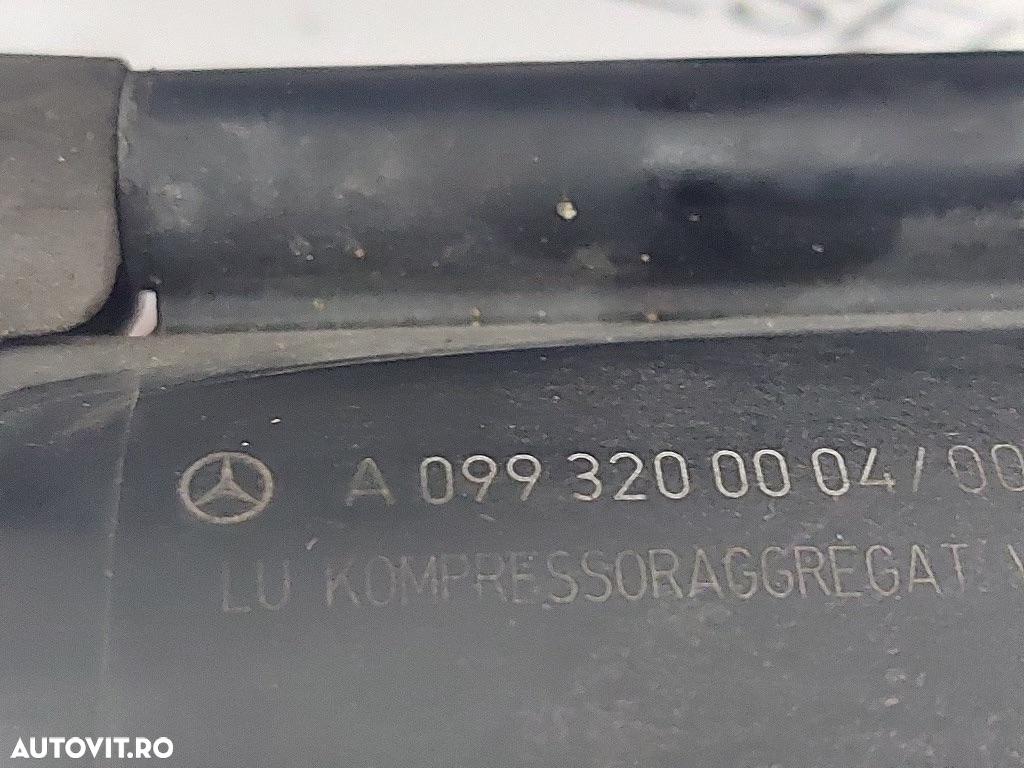 A 099 320 00 04/00
LU KOMPRESSORAGGREGAT
AUTOVIT.RO